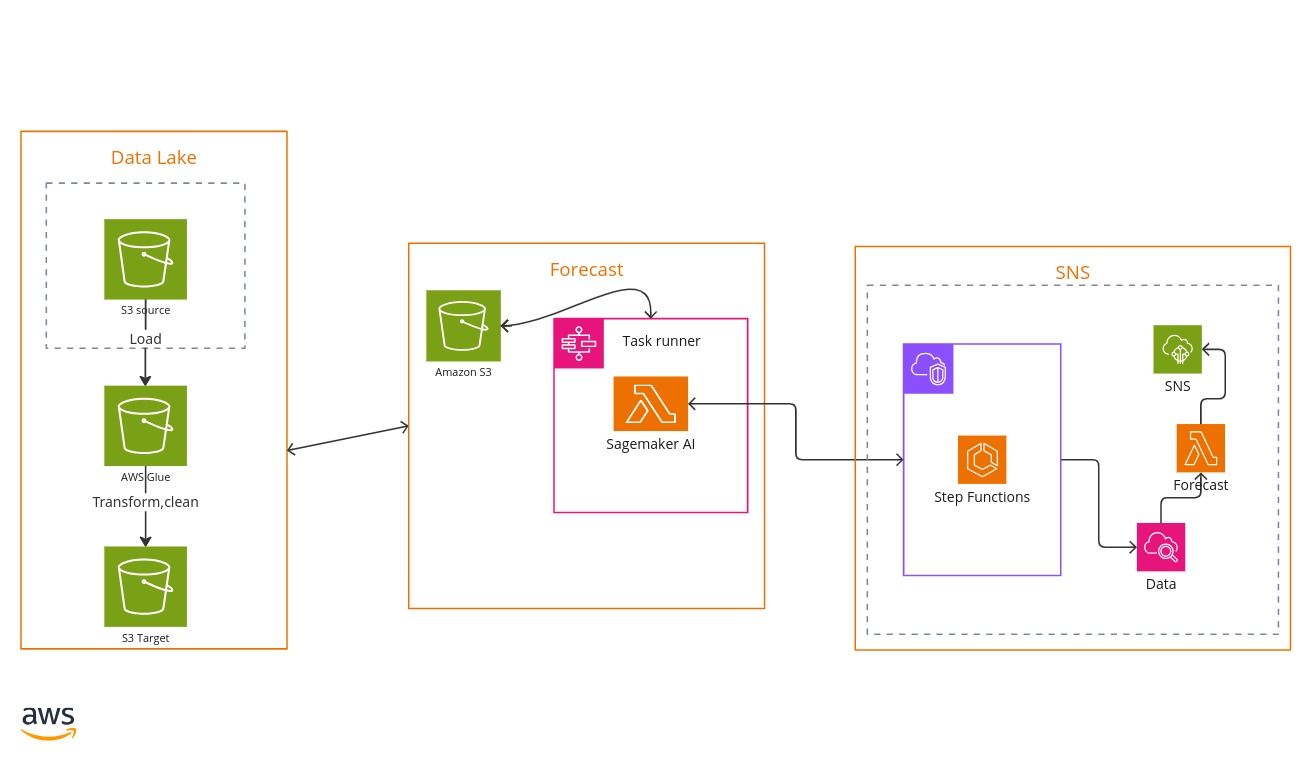 Data Lake
S3 source
Load
AWS Glue
Transform,clean
S3 Target
Forecast
Amazon S3
Task runner
Sagemaker AI
SNS
Step Functions
SNS
Forecast
Data
aws